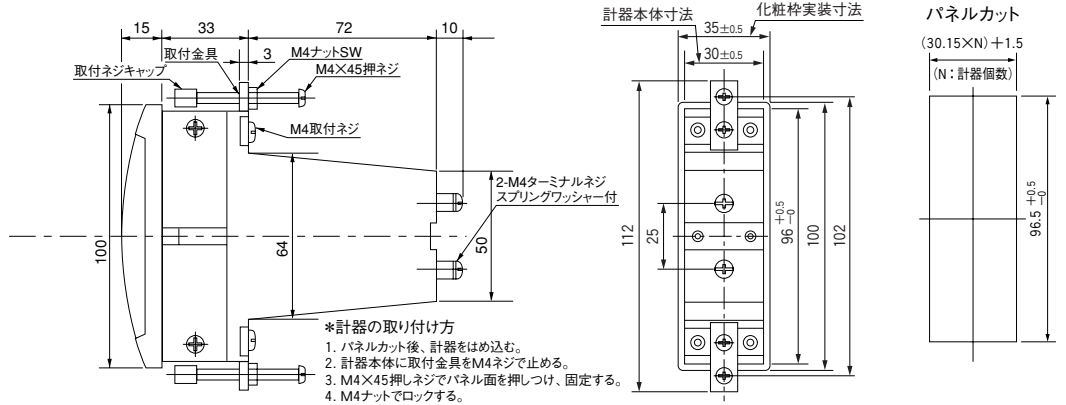 15
33
72
10
3
取付金具
M4ナットSW
取付ネジキャップ
M4×45押ネジ
M4取付ネジ
2-M4ターミナルネジ
スプリングワッシャー付
100
64
50
*計器の取り付け方
1. パネルカット後、計器をはめ込む。
2. 計器本体に取付金具をM4ネジで止める。
3. M4×45押しネジでパネル面を押しつけ、固定する。
4. M4ナットでロックする。
計器本体寸法
化粧枠実装寸法
35±0.5
30±0.5
112
25
96 +0.5 −0
100
102
パネルカット
(30.15×N)+1.5
(N：計器個数)
96.5 +0.5 −0